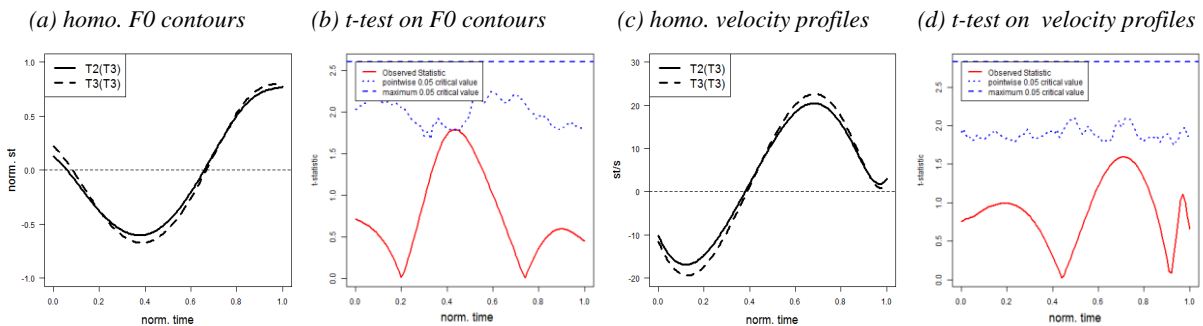 (a) homo. F0 contours
(b) t-test on F0 contours
(c) homo. velocity profiles
(d) t-test on velocity profiles
T2(T3)
T3(T3)
norm. st
1.0
0.5
0.0
-0.5
-1.0
0.0 0.2 0.4 0.6 0.8 1.0
norm. time
Observed Statistic
pointwise 0.05 critical value
maximum 0.05 critical value
t-statistic
2.5
2.0
1.5
1.0
0.5
0.0
0.0 0.2 0.4 0.6 0.8 1.0
norm. time
T2(T3)
T3(T3)
st/s
30
20
10
0
-10
-20
0.0 0.2 0.4 0.6 0.8 1.0
norm. time
Observed Statistic
pointwise 0.05 critical value
maximum 0.05 critical value
t-statistic
2.5
2.0
1.5
1.0
0.5
0.0
0.0 0.2 0.4 0.6 0.8 1.0
norm. time